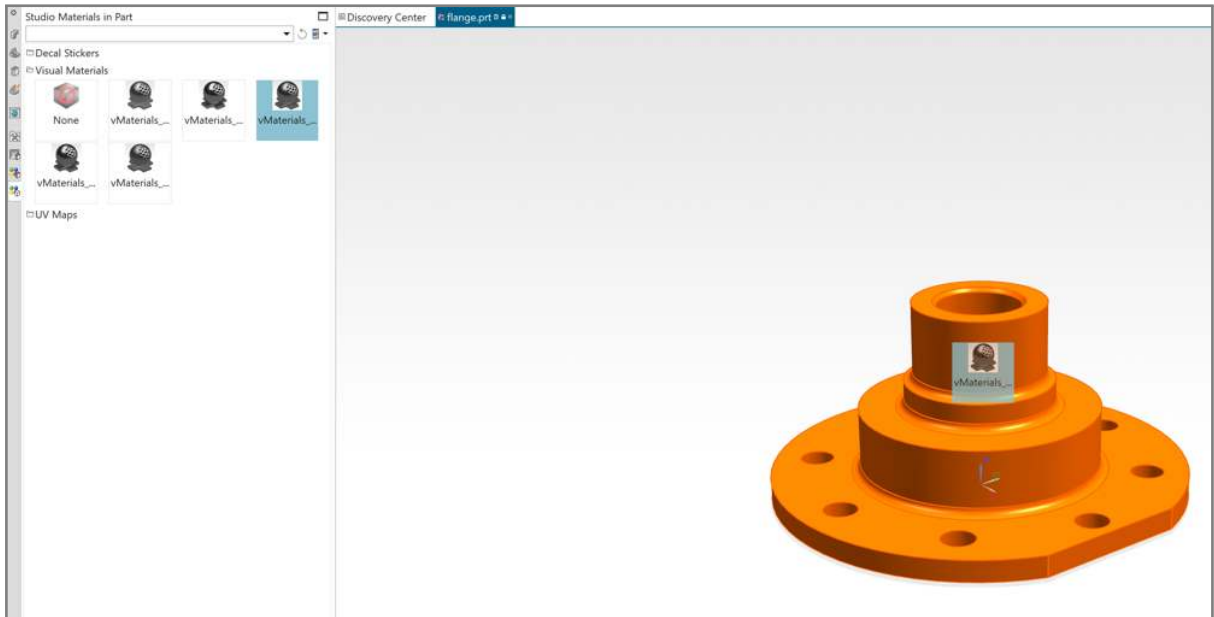 Studio Materials in Part
Discovery Center
flange.prt
Decal Stickers
Visual Materials
None
vMaterials_...
vMaterials_...
vMaterials_...
vMaterials_...
vMaterials_...
UV Maps
vMaterials_...